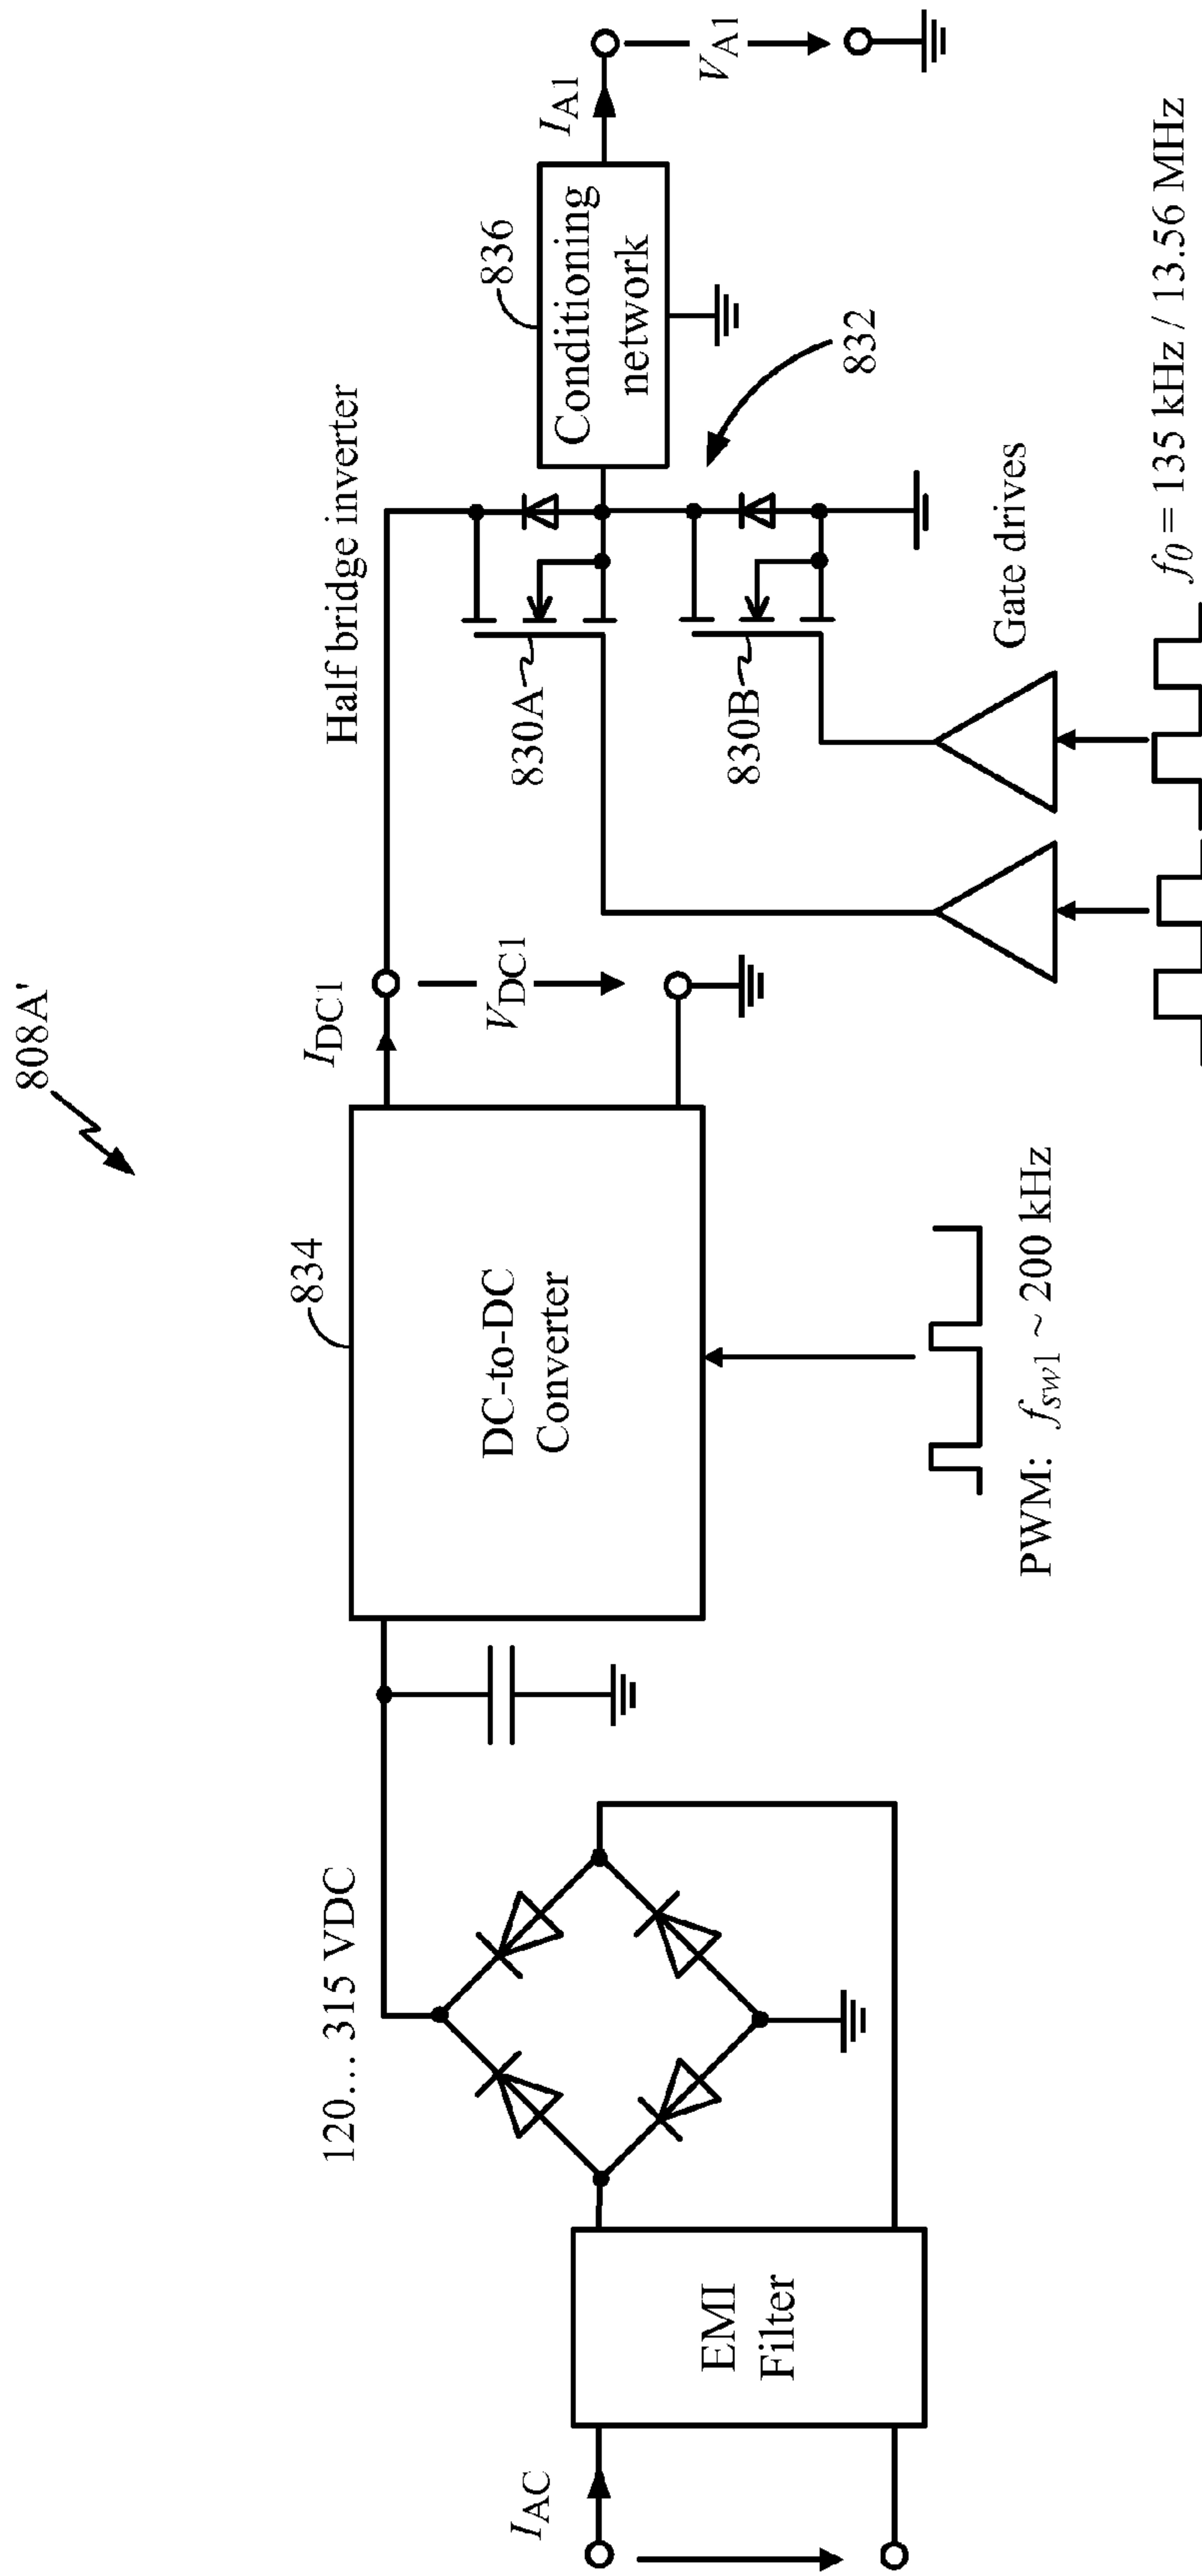 808A'
I_AC
EMI
Filter
120... 315 VDC
834
DC-to-DC
Converter
PWM: f_sw1 ~ 200 kHz
I_DC1
V_DC1
Half bridge inverter
830A
830B
832
Gate drives
f_0 = 135 kHz / 13.56 MHz
836
Conditioning
network
I_A1
V_A1